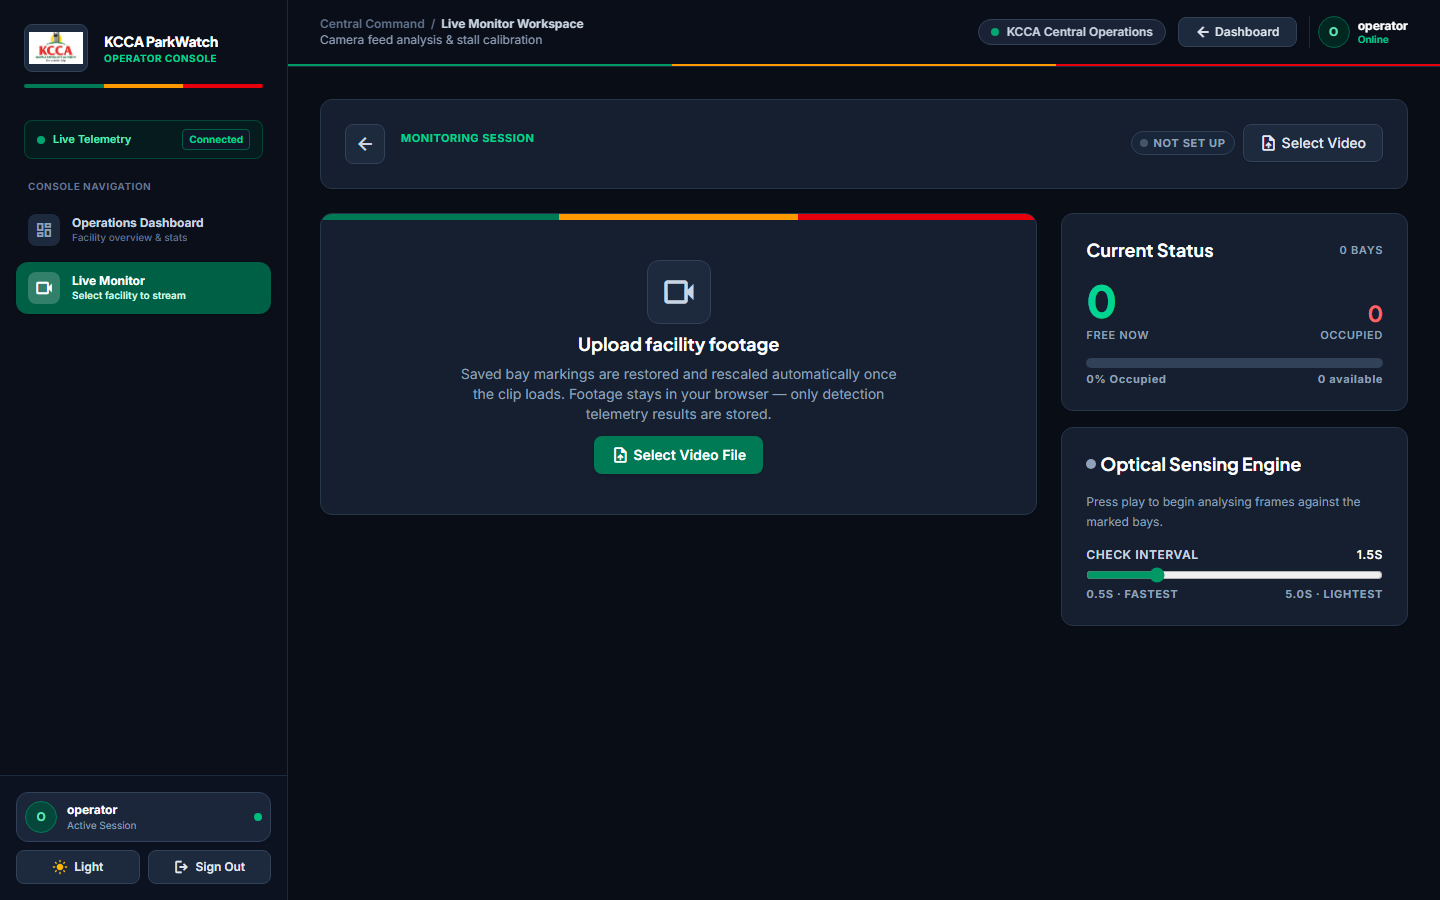 KCCA
KCCA ParkWatch
OPERATOR CONSOLE
Live Telemetry
Connected
CONSOLE NAVIGATION
Operations Dashboard
Facility overview & stats
Live Monitor
Select facility to stream
operator
Active Session
O
Light
Sign Out
Central Command / Live Monitor Workspace
Camera feed analysis & stall calibration
KCCA Central Operations
Dashboard
O
operator
Online
MONITORING SESSION
NOT SET UP
Select Video
Upload facility footage
Saved bay markings are restored and rescaled automatically once
the clip loads. Footage stays in your browser — only detection
telemetry results are stored.
Select Video File
Current Status
0 BAYS
0
0
FREE NOW
OCCUPIED
0% Occupied
0 available
Optical Sensing Engine
Press play to begin analysing frames against the
marked bays.
CHECK INTERVAL
1.5S
0.5S · FASTEST
5.0S · LIGHTEST